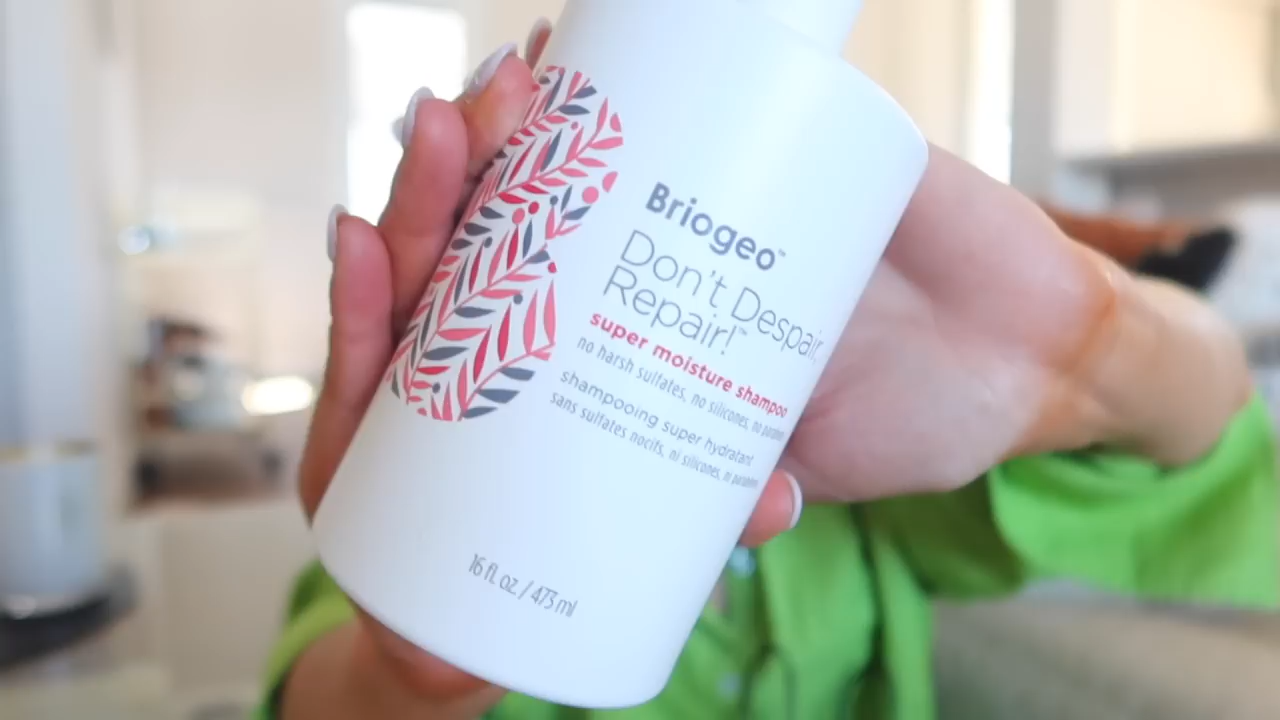 Briogeo™
Don't Despair,
Repair!™
super moisture shampoo
no harsh sulfates, no silicones, no parabens
shampooing super hydratant
sans sulfates nocifs, ni silicones, ni parabens
16 fl. oz. / 473 ml